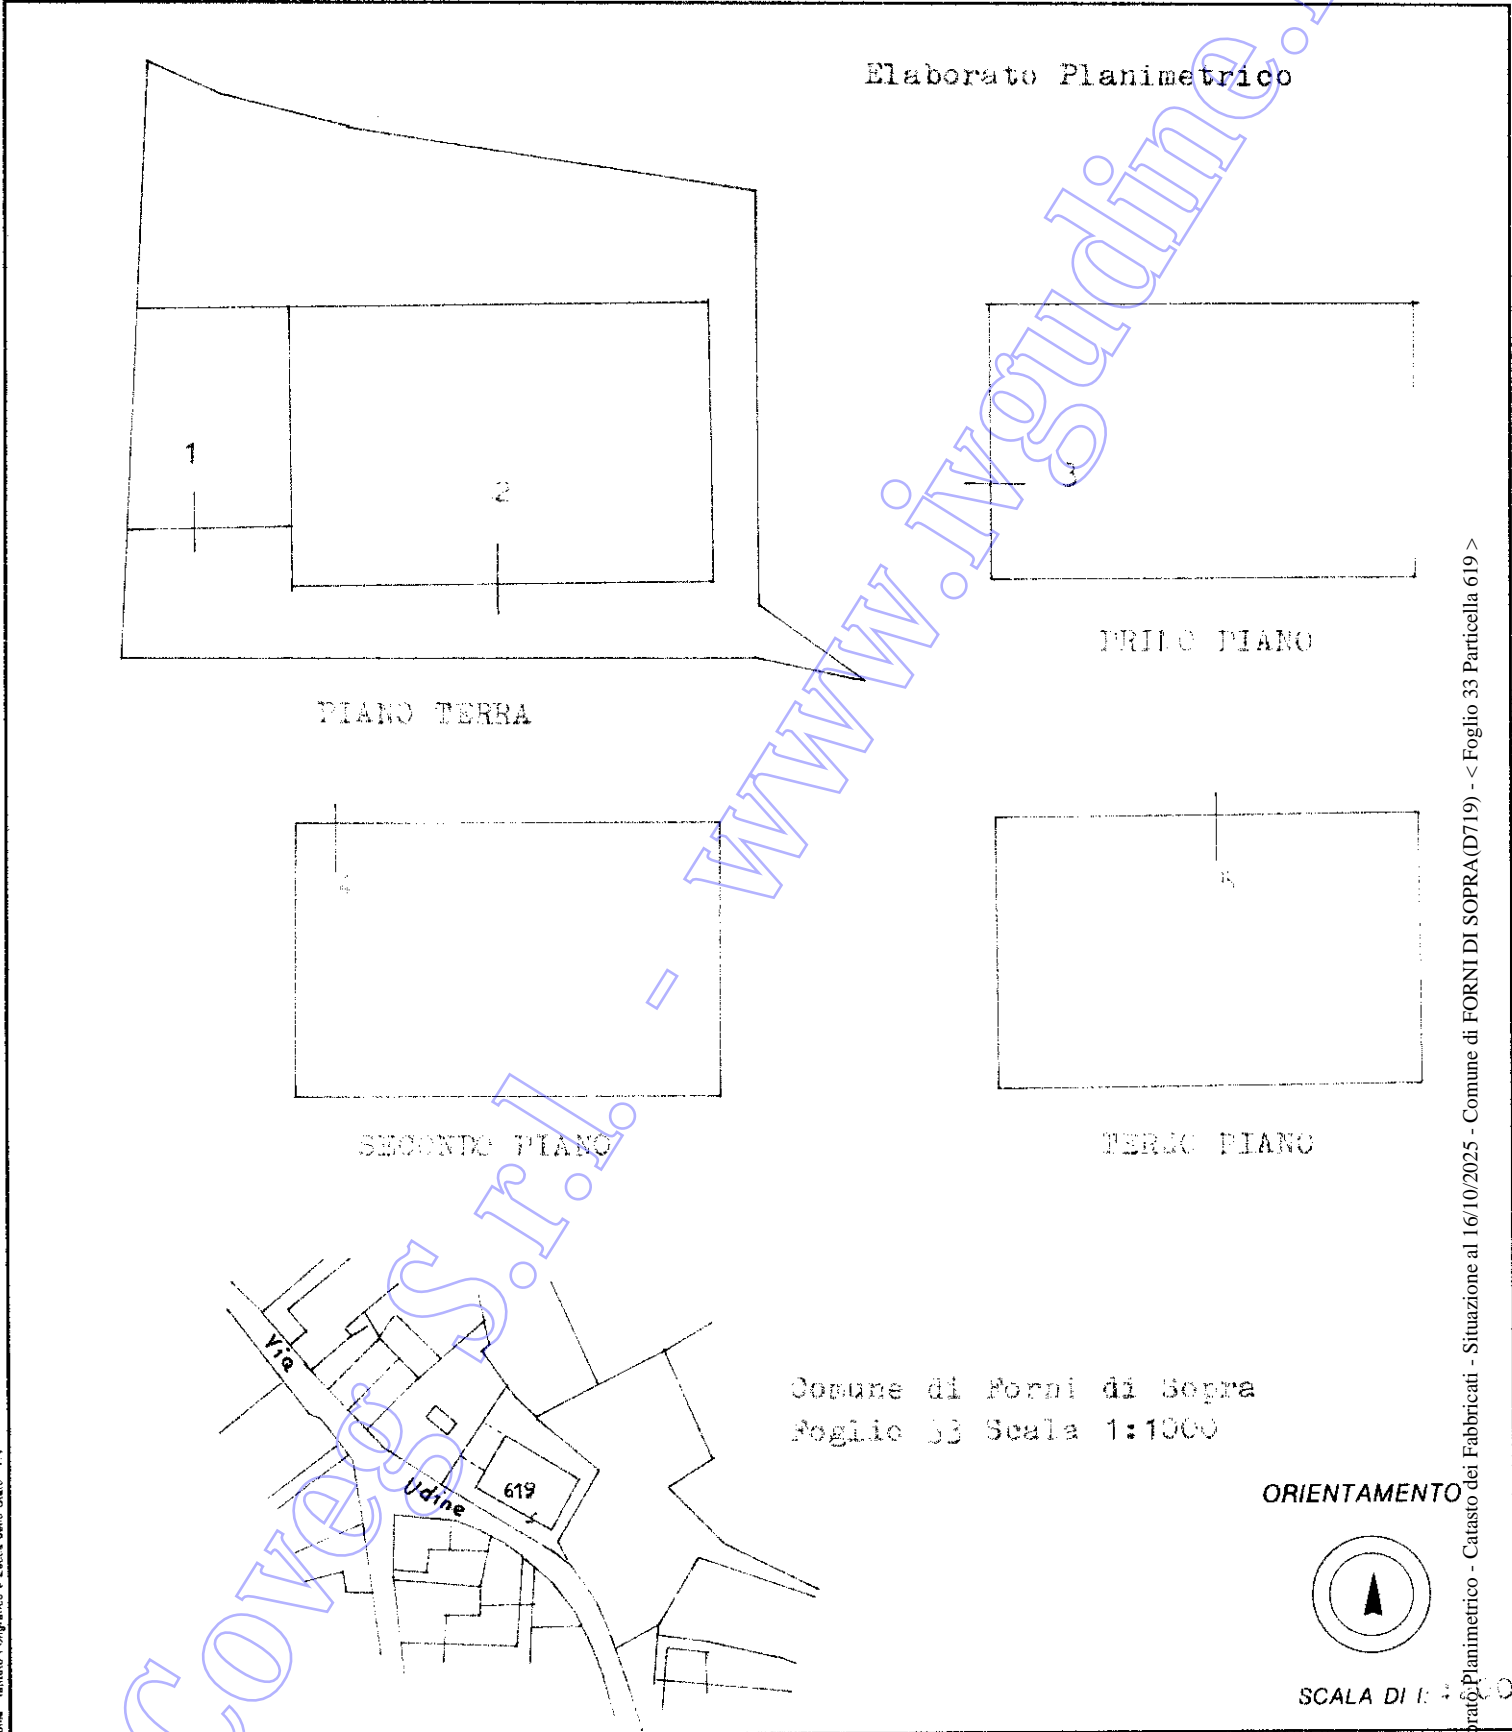 Elaborato Planimetrico
1
2
3
PRIMO PIANO
PIANO TERRA
4
5
SECONDO PIANO
TERZO PIANO
Via
Udine
619
Comune di Forni di Sopra
Foglio 33 Scala 1:1000
ORIENTAMENTO
SCALA DI 1:
Planimetrico - Catasto dei Fabbricati - Situazione al 16/10/2025 - Comune di FORNI DI SOPRA(D719) - < Foglio 33 Particella 619 >
coveg s.r.l. - www.ivgudine.